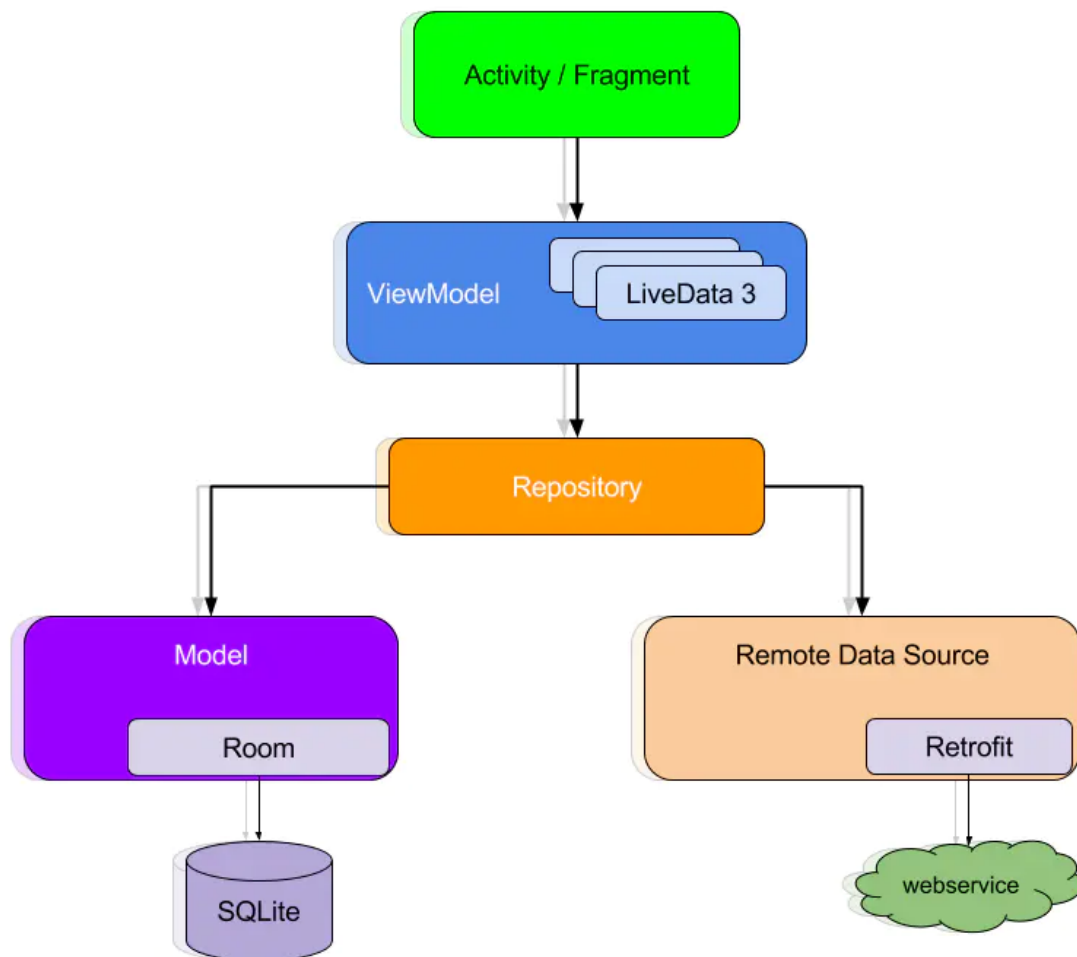 Activity / Fragment
ViewModel
LiveData 3
Repository
Model
Remote Data Source
Room
Retrofit
SQLite
webservice